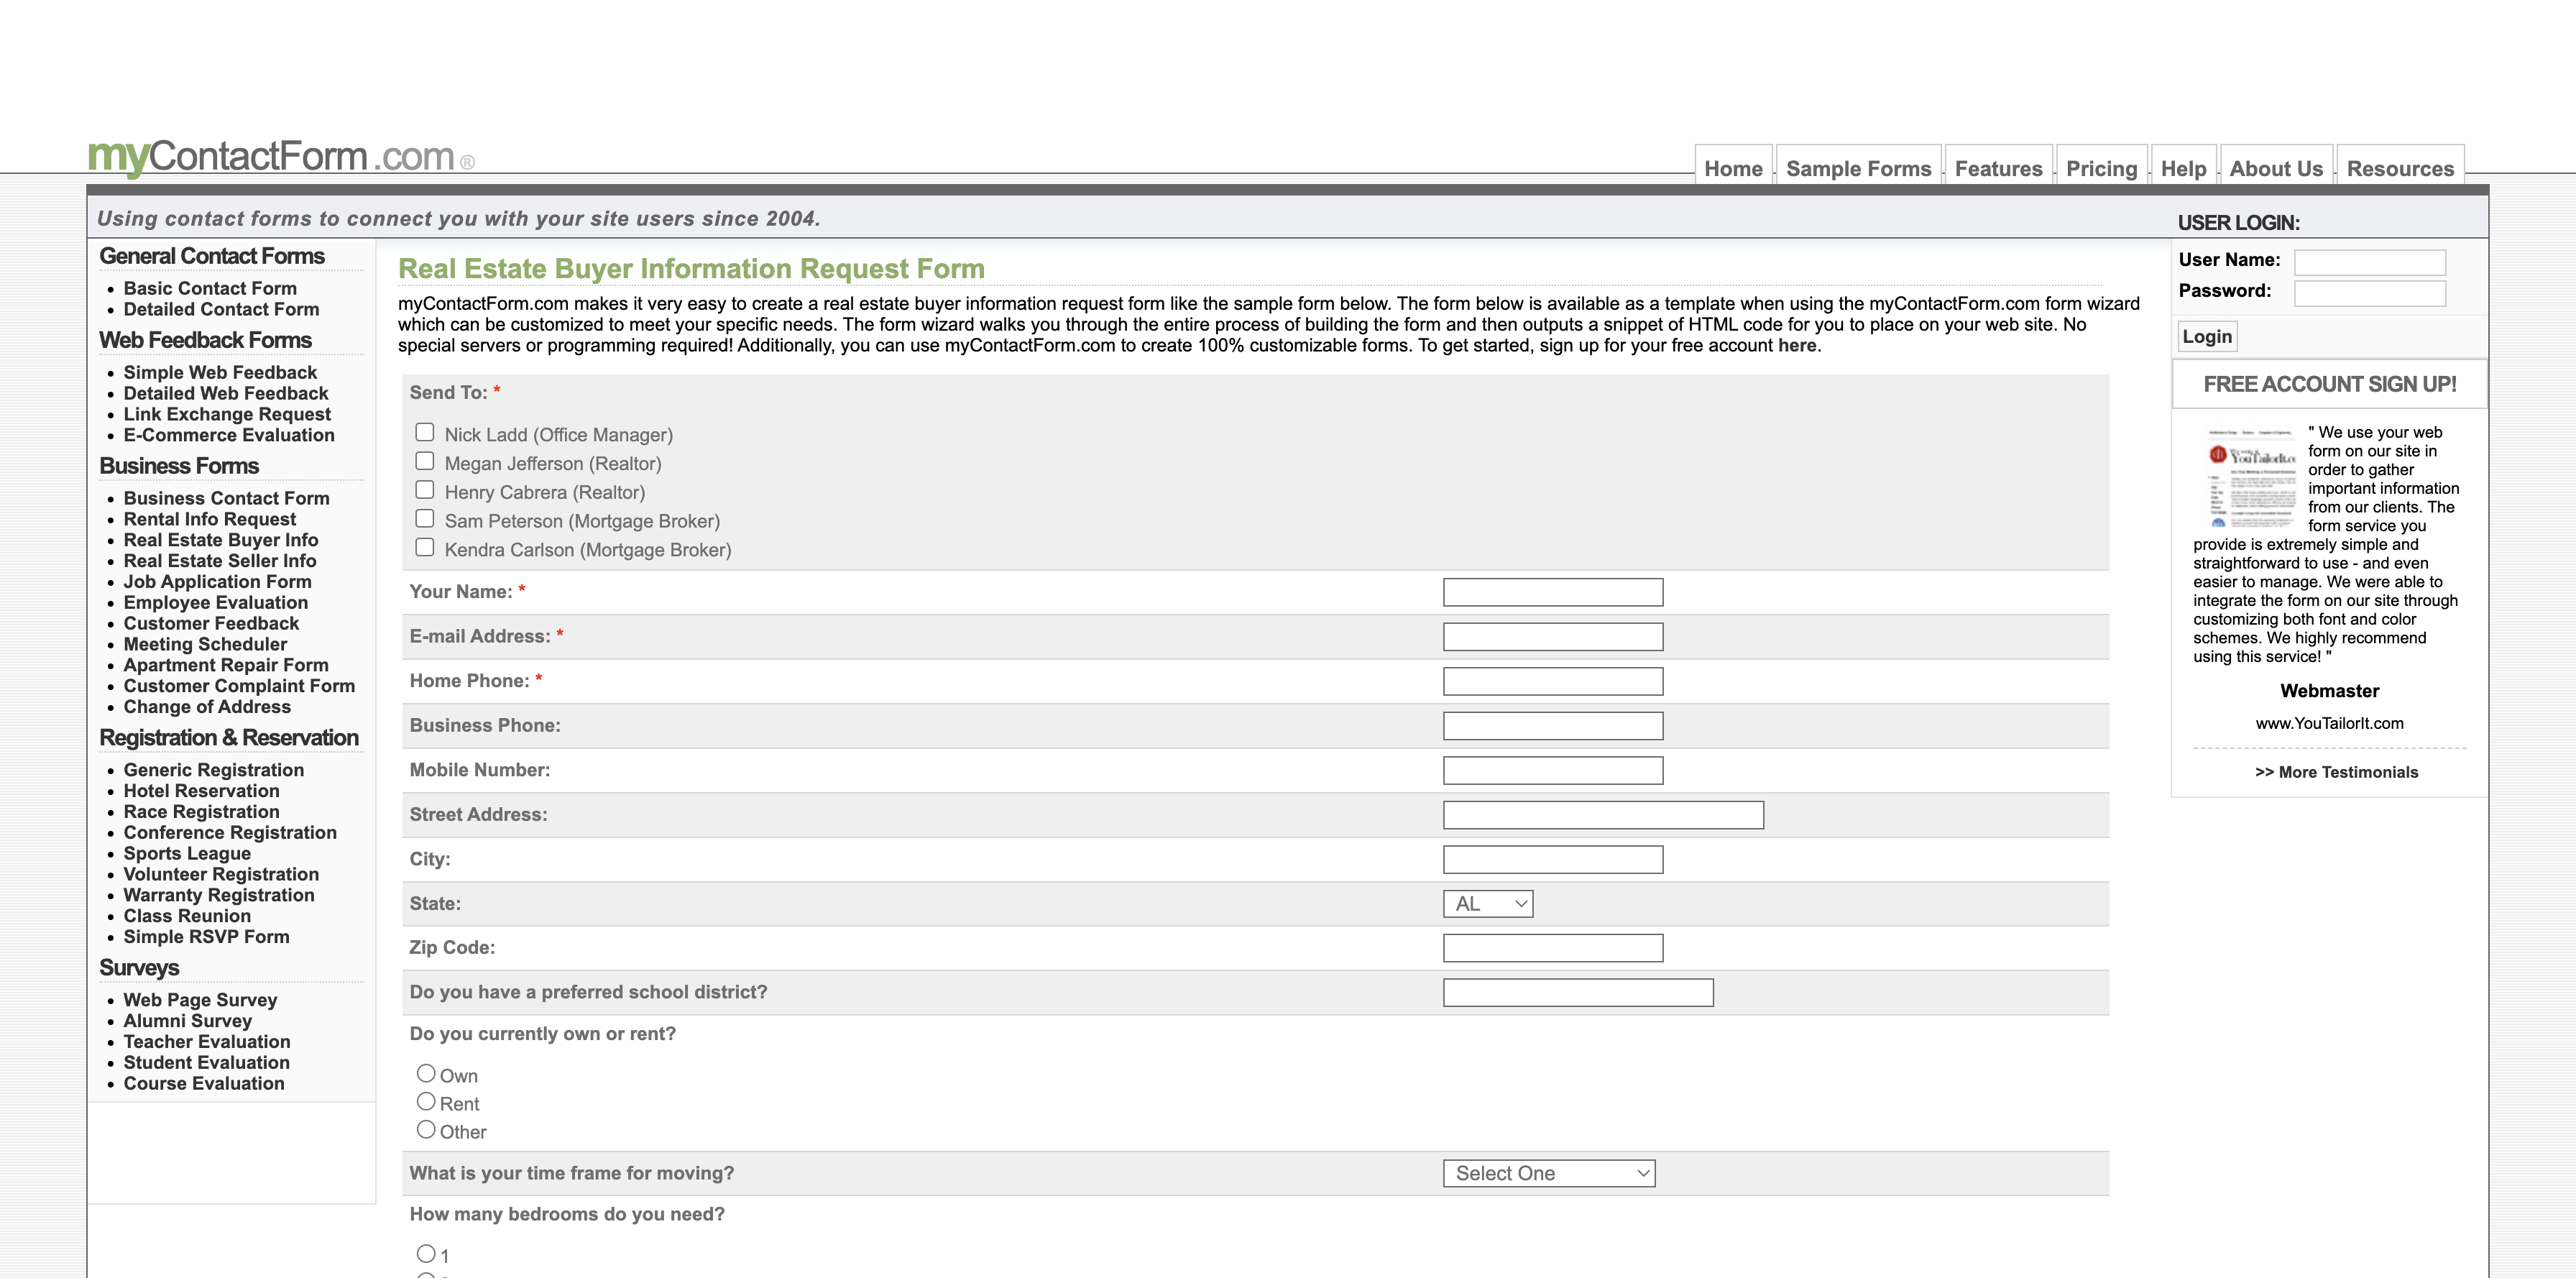 myContactForm.com®
Home
Sample Forms
Features
Pricing
Help
About Us
Resources
Using contact forms to connect you with your site users since 2004.
USER LOGIN:
General Contact Forms
Basic Contact Form
Detailed Contact Form
Web Feedback Forms
Simple Web Feedback
Detailed Web Feedback
Link Exchange Request
E-Commerce Evaluation
Business Forms
Business Contact Form
Rental Info Request
Real Estate Buyer Info
Real Estate Seller Info
Job Application Form
Employee Evaluation
Customer Feedback
Meeting Scheduler
Apartment Repair Form
Customer Complaint Form
Change of Address
Registration & Reservation
Generic Registration
Hotel Reservation
Race Registration
Conference Registration
Sports League
Volunteer Registration
Warranty Registration
Class Reunion
Simple RSVP Form
Surveys
Web Page Survey
Alumni Survey
Teacher Evaluation
Student Evaluation
Course Evaluation
Real Estate Buyer Information Request Form
myContactForm.com makes it very easy to create a real estate buyer information request form like the sample form below. The form below is available as a template when using the myContactForm.com form wizard
which can be customized to meet your specific needs. The form wizard walks you through the entire process of building the form and then outputs a snippet of HTML code for you to place on your web site. No
special servers or programming required! Additionally, you can use myContactForm.com to create 100% customizable forms. To get started, sign up for your free account here.
Send To: *
Nick Ladd (Office Manager)
Megan Jefferson (Realtor)
Henry Cabrera (Realtor)
Sam Peterson (Mortgage Broker)
Kendra Carlson (Mortgage Broker)
Your Name: *
E-mail Address: *
Home Phone: *
Business Phone:
Mobile Number:
Street Address:
City:
State:
AL
Zip Code:
Do you have a preferred school district?
Do you currently own or rent?
Own
Rent
Other
What is your time frame for moving?
Select One
How many bedrooms do you need?
1
User Name:
Password:
Login
FREE ACCOUNT SIGN UP!
YouTailorIt.co
" We use your web
form on our site in
order to gather
important information
from our clients. The
form service you
provide is extremely simple and
straightforward to use - and even
easier to manage. We were able to
integrate the form on our site through
customizing both font and color
schemes. We highly recommend
using this service! "
Webmaster
www.YouTailorIt.com
>> More Testimonials